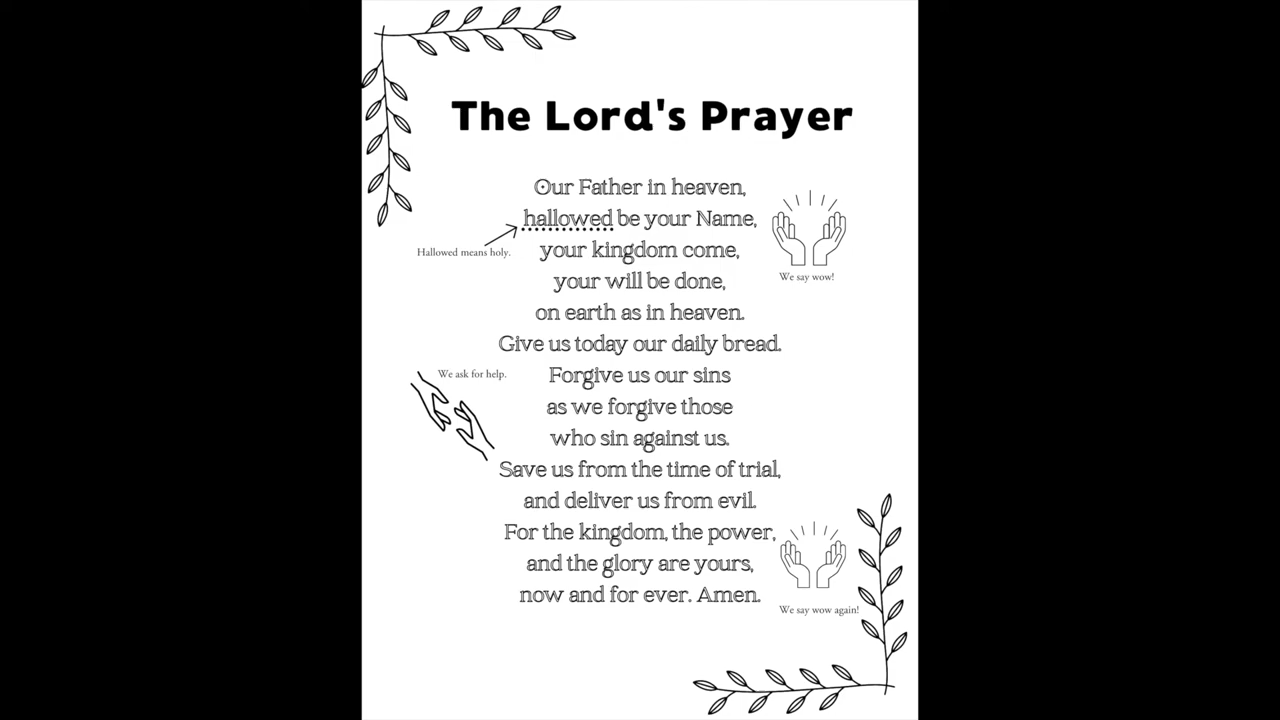 The Lord's Prayer
Our Father in heaven,
hallowed be your Name,
Hallowed means holy.
your kingdom come,
We say wow!
your will be done,
on earth as in heaven.
Give us today our daily bread.
We ask for help.
Forgive us our sins
as we forgive those
who sin against us.
Save us from the time of trial,
and deliver us from evil.
For the kingdom, the power,
and the glory are yours,
now and for ever. Amen.
We say wow again!